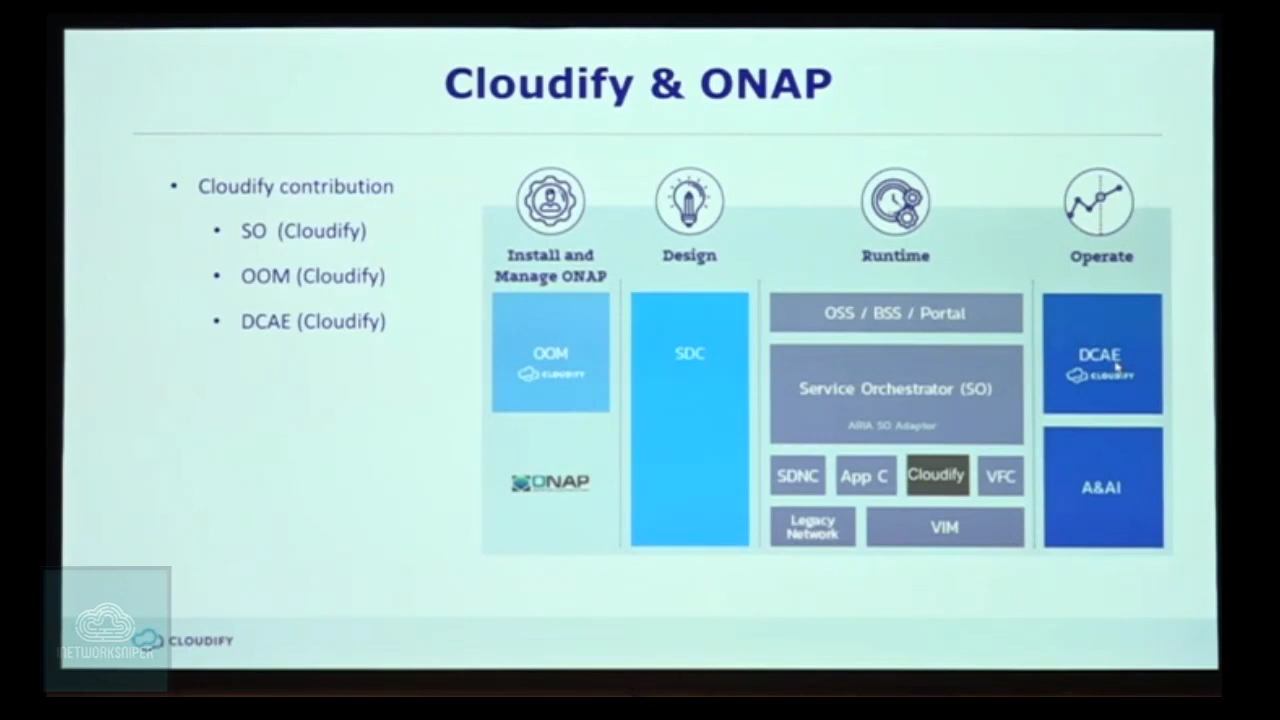 Cloudify & ONAP
• Cloudify contribution
• SO (Cloudify)
• OOM (Cloudify)
• DCAE (Cloudify)
Install and
Manage ONAP
Design
Runtime
Operate
OOM
CLOUDIFY
ONAP
SDC
OSS / BSS / Portal
Service Orchestrator (SO)
ARIA SO Adaptor
SDNC
App C
Cloudify
VFC
Legacy
Network
VIM
DCAE
CLOUDIFY
A&AI
CLOUDIFY
NETWORKSNIPER